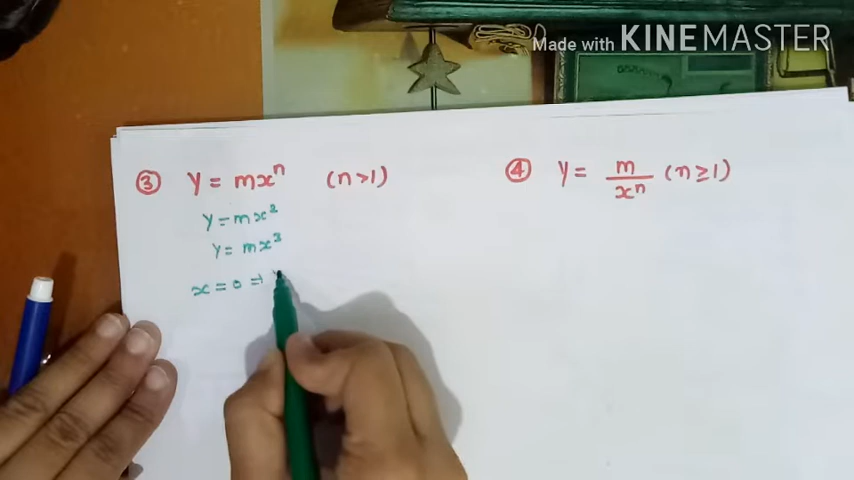 Made with KINEMASTER
③ y = mxⁿ (n>1)
y = mx²
y = mx³
x = 0 ⇒ y
④ y = m/xⁿ (n≥1)